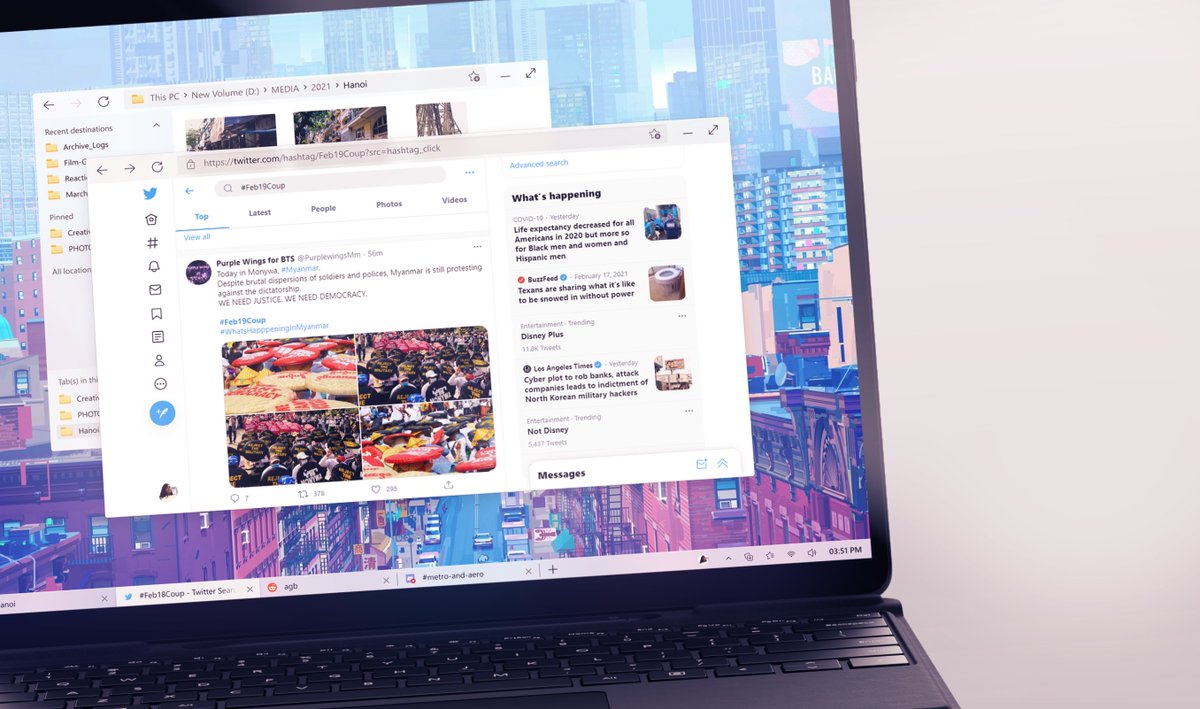 BA
This PC > New Volume (D:) > MEDIA > 2021 > Hanoi
Recent destinations
Archive_Logs
Film-G
Reacti
March
Pinned
Creativ
PHOTO
All location
Tab(s) in thi
Creati
PHOTO
Hanoi
https://twitter.com/hashtag/Feb19Coup?src=hashtag_click
#Feb19Coup
Top
Latest
People
Photos
Videos
View all
Purple Wings for BTS @PurplewingsMm · 56m
Today in Monywa, #Myanmar,
Despite brutal dispersions of soldiers and polices, Myanmar is still protesting
against the dictatorship.
WE NEED JUSTICE. WE NEED DEMOCRACY.
#Feb19Coup
#WhatsHapppeningInMyanmar
7
378
295
Advanced search
What's happening
COVID-19 · Yesterday
Life expectancy decreased for all
Americans in 2020 but more so
for Black men and women and
Hispanic men
BuzzFeed · February 17, 2021
Texans are sharing what it's like
to be snowed in without power
Entertainment · Trending
Disney Plus
11.8K Tweets
Los Angeles Times · Yesterday
Cyber plot to rob banks, attack
companies leads to indictment of
North Korean military hackers
Entertainment · Trending
Not Disney
5,437 Tweets
Messages
03:51 PM
anoi
#Feb18Coup - Twitter Sear
agb
#metro-and-aero